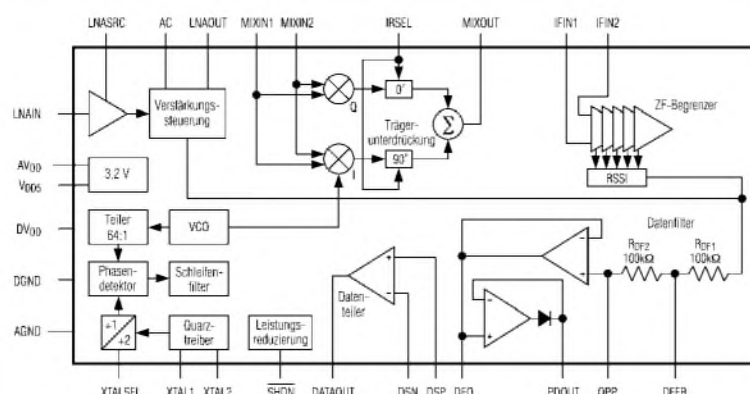 LNASRC AC LNAOUT MIXIN1 MIXIN2 IRSEL MIXOUT IFIN1 IFIN2
LNAIN
Verstärkungs-
steuerung
Q
0°
Träger-
unterdrückung
Σ
ZF-Begrenzer
I
90°
RSSI
AVDD
VDD5
3,2 V
DVDD
Teiler
64:1
VCO
Datenfilter
RDF2
100kΩ
RDF1
100kΩ
DGND
Phasen-
detektor
Schleifen-
filter
Daten-
teiler
AGND
÷1
÷2
Quarz-
treiber
Leistungs-
reduzierung
XTALSEL XTAL1 XTAL2 SHDN DATAOUT DSN DSP DFO PDOUT OPP DFFB